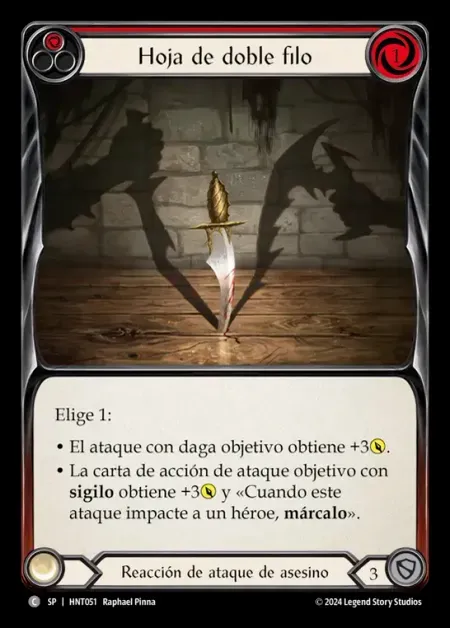 Hoja de doble filo
1
Elige 1:
• El ataque con daga objetivo obtiene +3.
• La carta de acción de ataque objetivo con
sigilo obtiene +3 y «Cuando este
ataque impacte a un héroe, márcalo».
Reacción de ataque de asesino
3
C SP | HNT051 Raphael Pinna
© 2024 Legend Story Studios